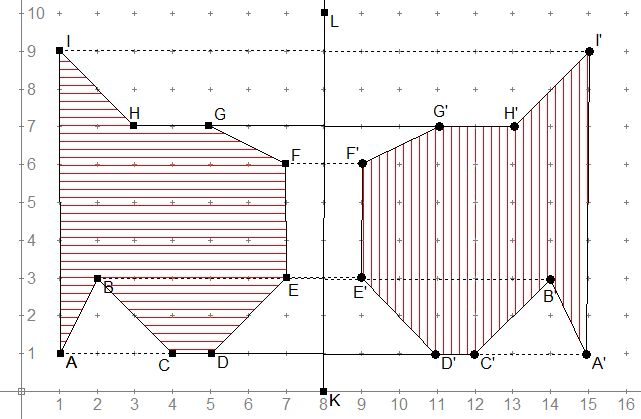 10 L
9 I I'
8
7 H G G' H'
6 F F'
5
4
3 B E E' B'
2
1 A C D D' C' A'
K
1 2 3 4 5 6 7 8 9 10 11 12 13 14 15 16